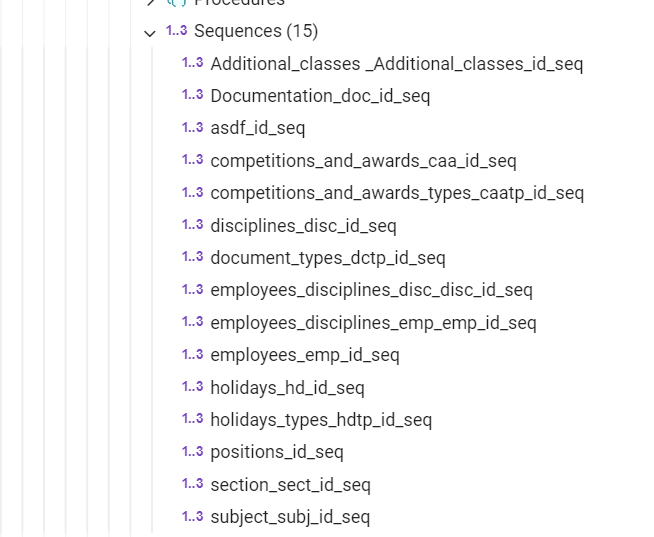 Procedures
1..3 Sequences (15)
1..3 Additional_classes _Additional_classes_id_seq
1..3 Documentation_doc_id_seq
1..3 asdf_id_seq
1..3 competitions_and_awards_caa_id_seq
1..3 competitions_and_awards_types_caatp_id_seq
1..3 disciplines_disc_id_seq
1..3 document_types_dctp_id_seq
1..3 employees_disciplines_disc_disc_id_seq
1..3 employees_disciplines_emp_emp_id_seq
1..3 employees_emp_id_seq
1..3 holidays_hd_id_seq
1..3 holidays_types_hdtp_id_seq
1..3 positions_id_seq
1..3 section_sect_id_seq
1..3 subject_subj_id_seq